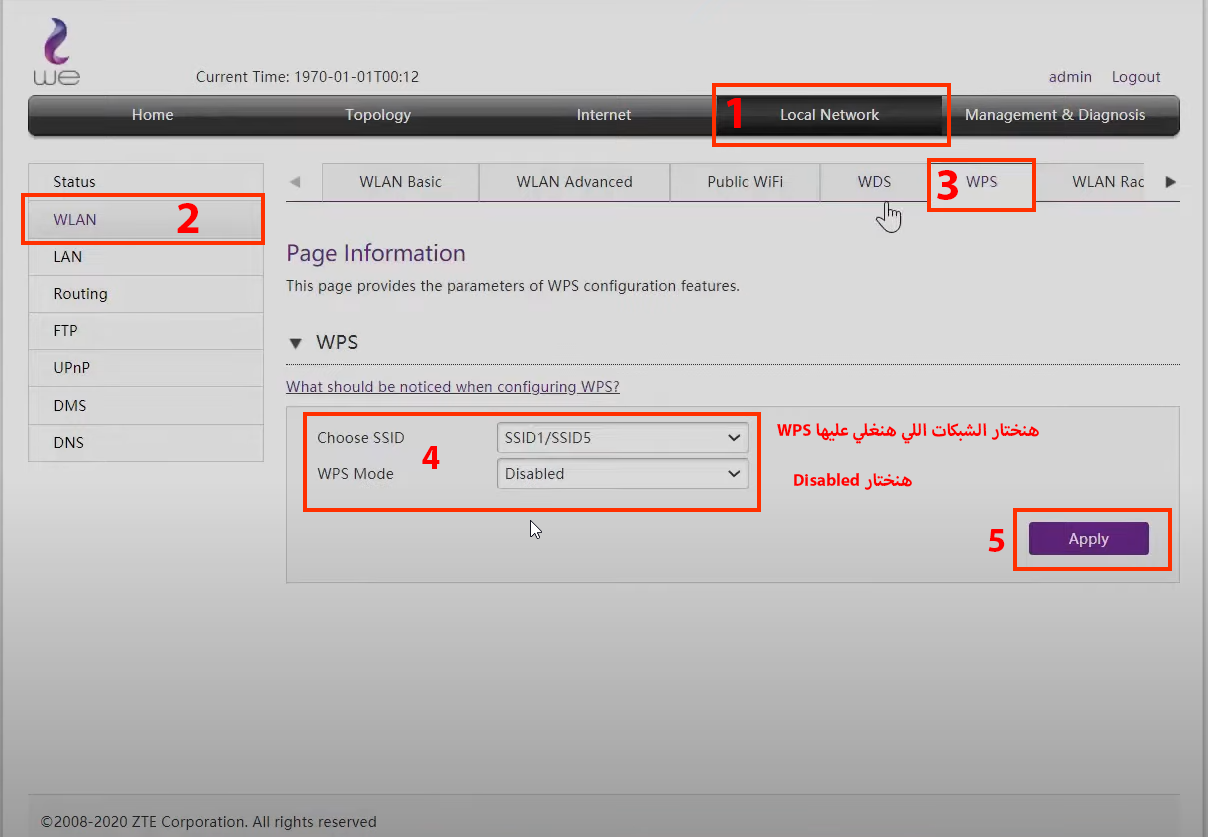 we
Current Time: 1970-01-01T00:12
admin Logout
Home Topology Internet 1 Local Network Management & Diagnosis
Status
WLAN 2
LAN
Routing
FTP
UPnP
DMS
DNS
WLAN Basic WLAN Advanced Public WiFi WDS 3 WPS WLAN Rac
Page Information
This page provides the parameters of WPS configuration features.
WPS
What should be noticed when configuring WPS?
Choose SSID SSID1/SSID5
هنختار الشبكات اللي هنغلي عليها WPS
4
WPS Mode Disabled
هنختار Disabled
5 Apply
©2008-2020 ZTE Corporation. All rights reserved